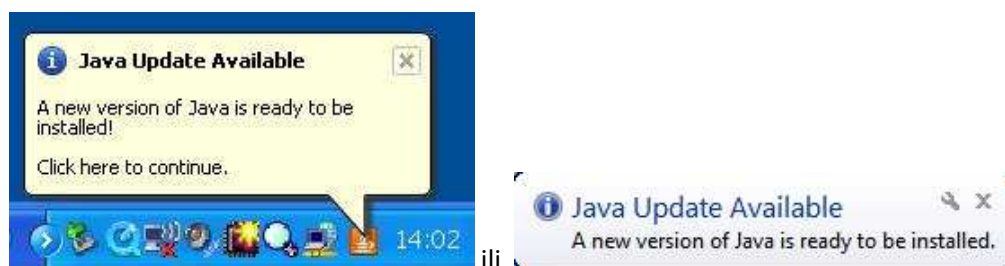 Java Update Available
A new version of Java is ready to be
installed!
Click here to continue.
14:02
ili
Java Update Available
A new version of Java is ready to be installed.